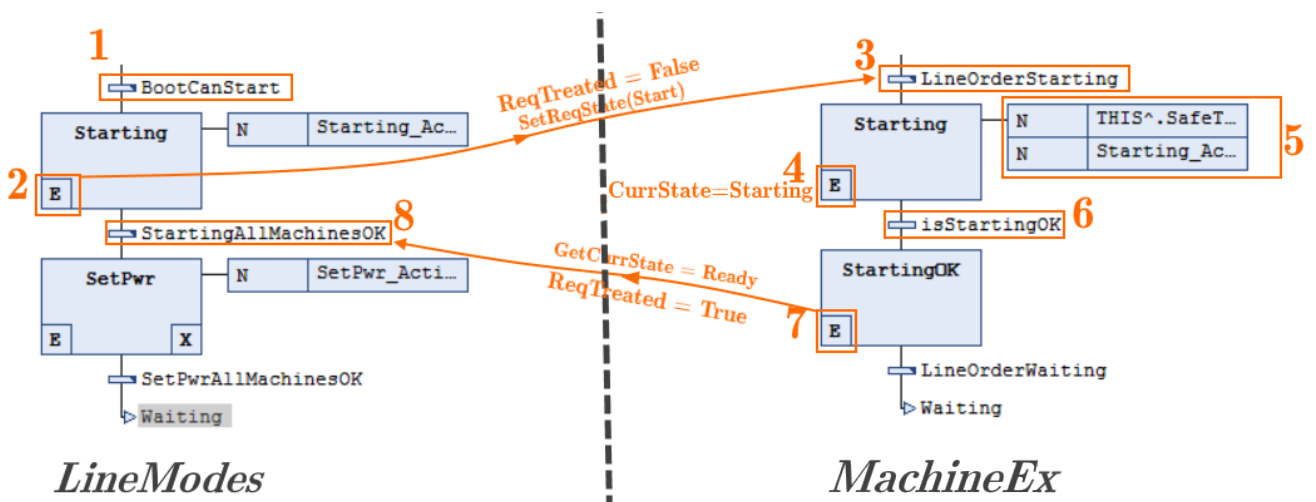 1
BootCanStart
Starting
N
Starting_Ac...
2
E
ReqTreated = False
SetReqState(Start)
3
LineOrderStarting
Starting
N
THIS^.SafeT...
N
Starting_Ac...
5
4
CurrState=Starting
E
8
StartingAllMachinesOK
6
isStartingOK
SetPwr
N
SetPwr_Acti...
E
X
GetCurrState = Ready
ReqTreated = True
StartingOK
7
E
SetPwrAllMachinesOK
Waiting
LineOrderWaiting
Waiting
LineModes
MachineEx